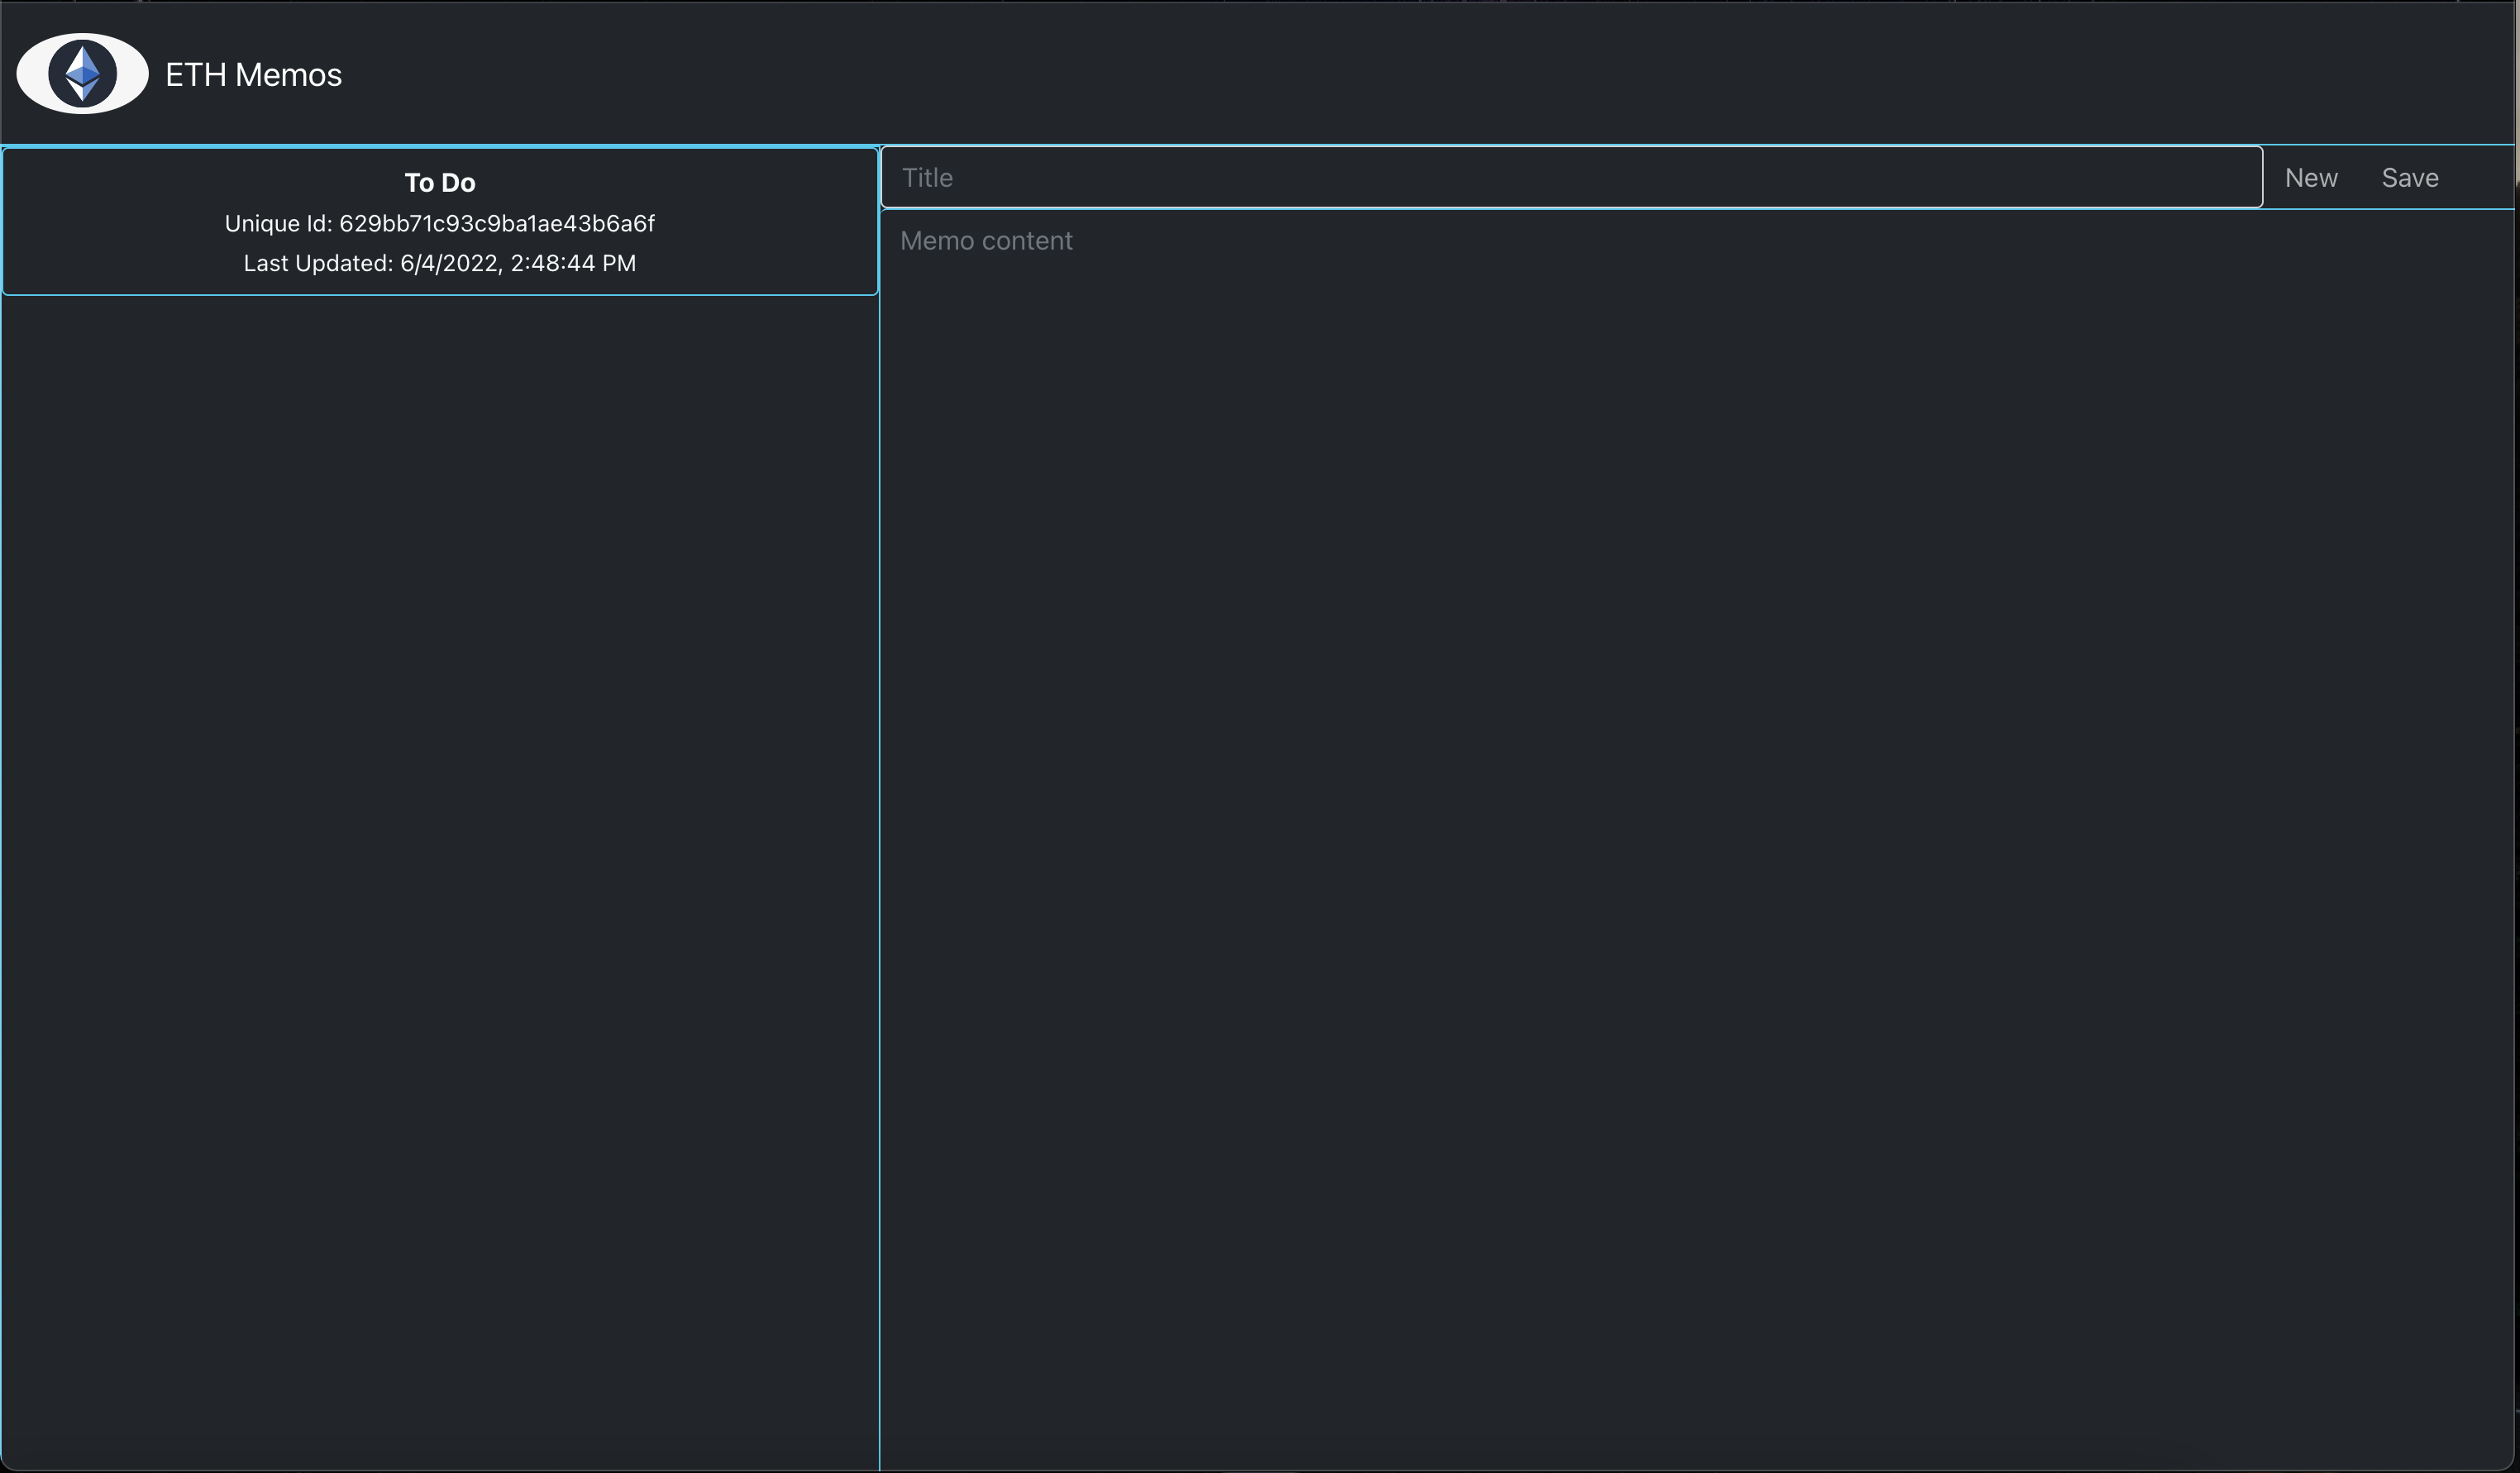 ETH Memos
To Do
Unique Id: 629bb71c93c9ba1ae43b6a6f
Last Updated: 6/4/2022, 2:48:44 PM
Title
New
Save
Memo content